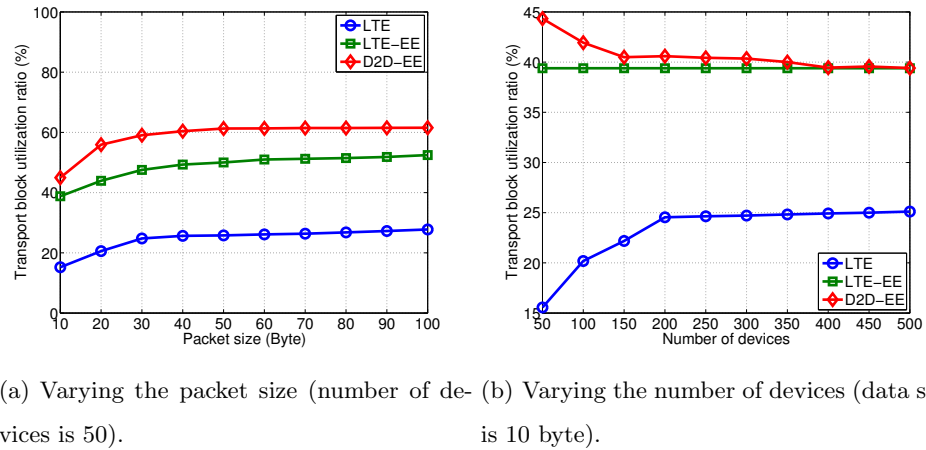 100
80
60
40
20
0
Transport block utilization ratio (%)
LTE
LTE−EE
D2D−EE
10 20 30 40 50 60 70 80 90 100
Packet size (Byte)
45
40
35
30
25
20
15
Transport block utilization ratio (%)
LTE
LTE−EE
D2D−EE
50 100 150 200 250 300 350 400 450 500
Number of devices
(a) Varying the packet size (number of de-
vices is 50).
(b) Varying the number of devices (data s
is 10 byte).